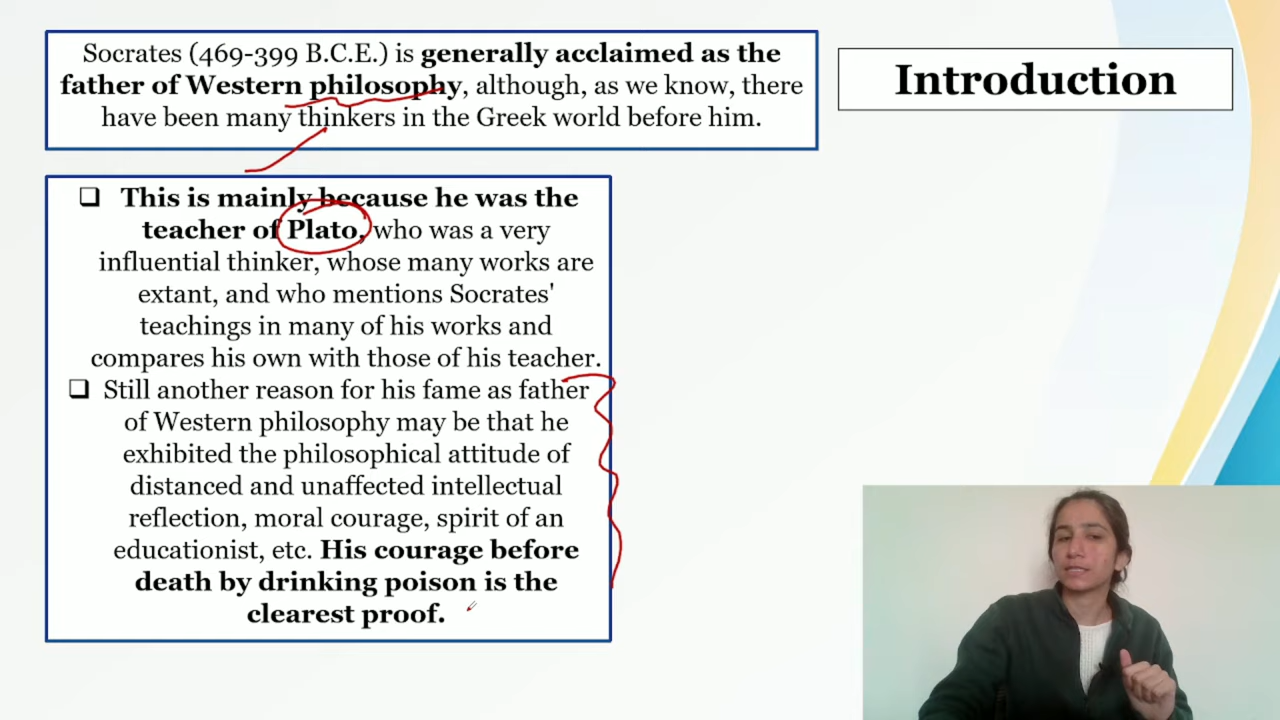 Socrates (469-399 B.C.E.) is generally acclaimed as the
father of Western philosophy, although, as we know, there
have been many thinkers in the Greek world before him.
Introduction
❑ This is mainly because he was the
teacher of Plato, who was a very
influential thinker, whose many works are
extant, and who mentions Socrates'
teachings in many of his works and
compares his own with those of his teacher.
❑ Still another reason for his fame as father
of Western philosophy may be that he
exhibited the philosophical attitude of
distanced and unaffected intellectual
reflection, moral courage, spirit of an
educationist, etc. His courage before
death by drinking poison is the
clearest proof.